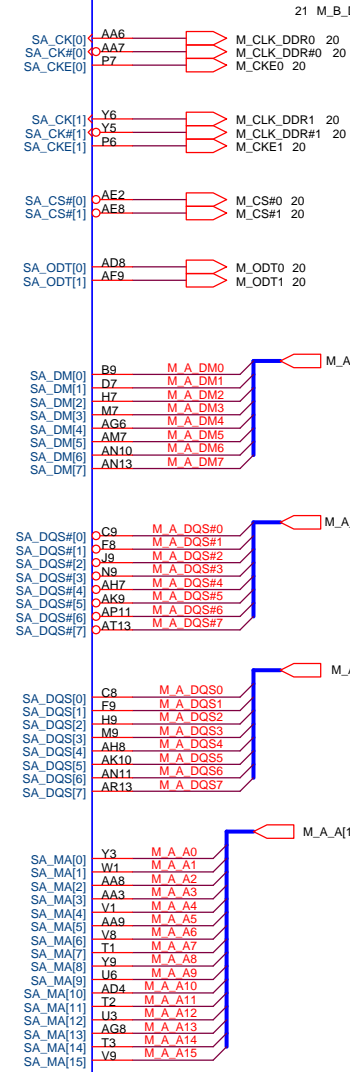 21 M_B_D
SA_CK[0] AA6 M_CLK_DDR0 20
SA_CK#[0] AA7 M_CLK_DDR#0 20
SA_CKE[0] P7 M_CKE0 20
SA_CK[1] Y6 M_CLK_DDR1 20
SA_CK#[1] Y5 M_CLK_DDR#1 20
SA_CKE[1] P6 M_CKE1 20
SA_CS#[0] AE2 M_CS#0 20
SA_CS#[1] AE8 M_CS#1 20
SA_ODT[0] AD8 M_ODT0 20
SA_ODT[1] AF9 M_ODT1 20
M_A
SA_DM[0] B9 M_A_DM0
SA_DM[1] D7 M_A_DM1
SA_DM[2] H7 M_A_DM2
SA_DM[3] M7 M_A_DM3
SA_DM[4] AG6 M_A_DM4
SA_DM[5] AM7 M_A_DM5
SA_DM[6] AN10 M_A_DM6
SA_DM[7] AN13 M_A_DM7
M_A_
SA_DQS#[0] C9 M_A_DQS#0
SA_DQS#[1] F8 M_A_DQS#1
SA_DQS#[2] J9 M_A_DQS#2
SA_DQS#[3] N9 M_A_DQS#3
SA_DQS#[4] AH7 M_A_DQS#4
SA_DQS#[5] AK9 M_A_DQS#5
SA_DQS#[6] AP11 M_A_DQS#6
SA_DQS#[7] AT13 M_A_DQS#7
M_A
SA_DQS[0] C8 M_A_DQS0
SA_DQS[1] F9 M_A_DQS1
SA_DQS[2] H9 M_A_DQS2
SA_DQS[3] M9 M_A_DQS3
SA_DQS[4] AH8 M_A_DQS4
SA_DQS[5] AK10 M_A_DQS5
SA_DQS[6] AN11 M_A_DQS6
SA_DQS[7] AR13 M_A_DQS7
M_A_A[1
SA_MA[0] Y3 M_A_A0
SA_MA[1] W1 M_A_A1
SA_MA[2] AA8 M_A_A2
SA_MA[3] AA3 M_A_A3
SA_MA[4] V1 M_A_A4
SA_MA[5] AA9 M_A_A5
SA_MA[6] V8 M_A_A6
SA_MA[7] T1 M_A_A7
SA_MA[8] Y9 M_A_A8
SA_MA[9] U6 M_A_A9
SA_MA[10] AD4 M_A_A10
SA_MA[11] T2 M_A_A11
SA_MA[12] U3 M_A_A12
SA_MA[13] AG8 M_A_A13
SA_MA[14] T3 M_A_A14
SA_MA[15] V9 M_A_A15